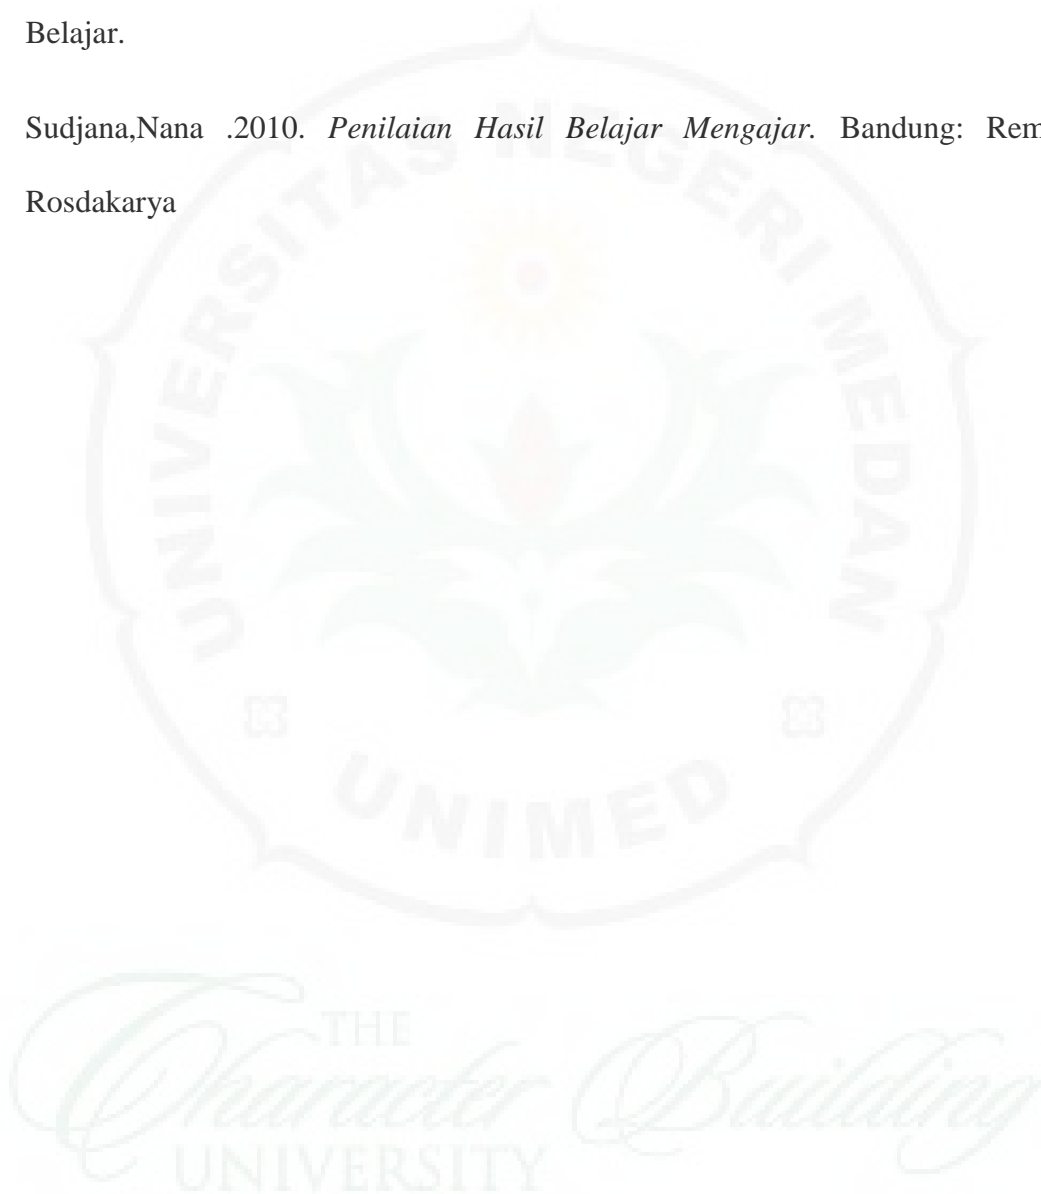 Belajar.
Sudjana,Nana .2010. Penilaian Hasil Belajar Mengajar. Bandung: Rem
Rosdakarya
UNIVERSITAS NEGERI MEDAN
UNIMED
THE
Character Building
UNIVERSITY